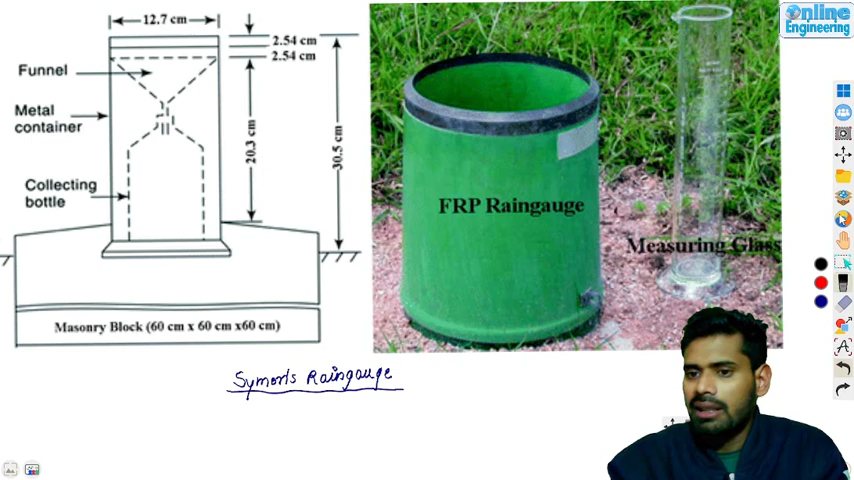 12.7 cm
2.54 cm
2.54 cm
Funnel
Metal
container
20.3 cm
30.5 cm
Collecting
bottle
Masonry Block (60 cm x 60 cm x60 cm)
FRP Raingauge
Measuring Glass
Online
Engineering
Symon's Raingauge
A